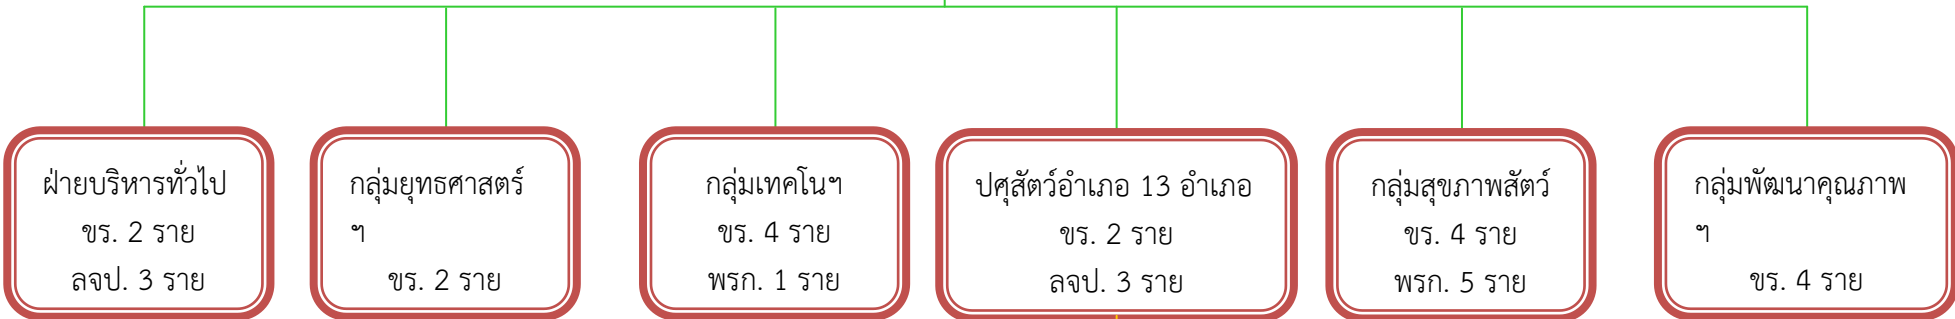 ฝ่ายบริหารทั่วไป
ขร. 2 ราย
ลจป. 3 ราย
กลุ่มยุทธศาสตร์
ฯ
ขร. 2 ราย
กลุ่มเทคโนฯ
ขร. 4 ราย
พรก. 1 ราย
ปศุสัตว์อำเภอ 13 อำเภอ
ขร. 2 ราย
ลจป. 3 ราย
กลุ่มสุขภาพสัตว์
ขร. 4 ราย
พรก. 5 ราย
กลุ่มพัฒนาคุณภาพ
ฯ
ขร. 4 ราย